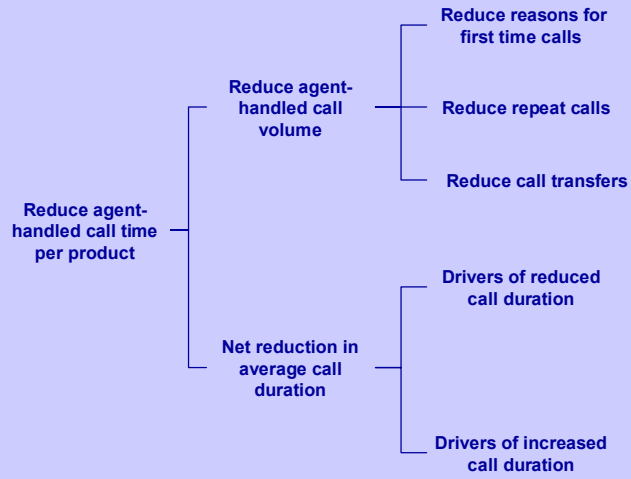 Reduce reasons for
first time calls
Reduce agent-
handled call
volume
Reduce repeat calls
Reduce call transfers
Reduce agent-
handled call time
per product
Drivers of reduced
call duration
Net reduction in
average call
duration
Drivers of increased
call duration